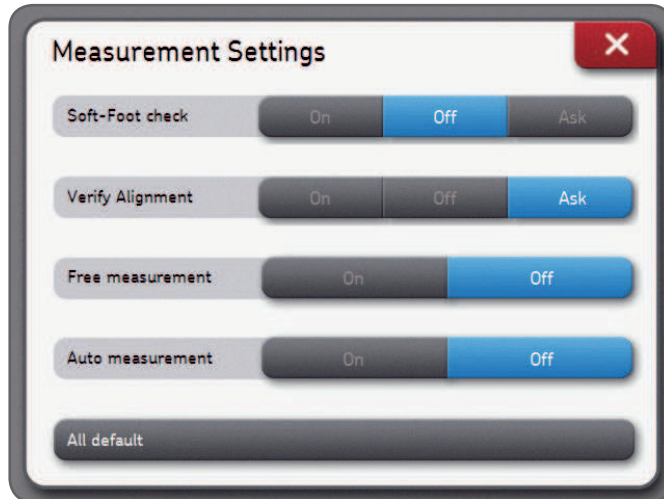 Measurement Settings
Soft-Foot check On Off Ask
Verify Alignment On Off Ask
Free measurement On Off
Auto measurement On Off
All default